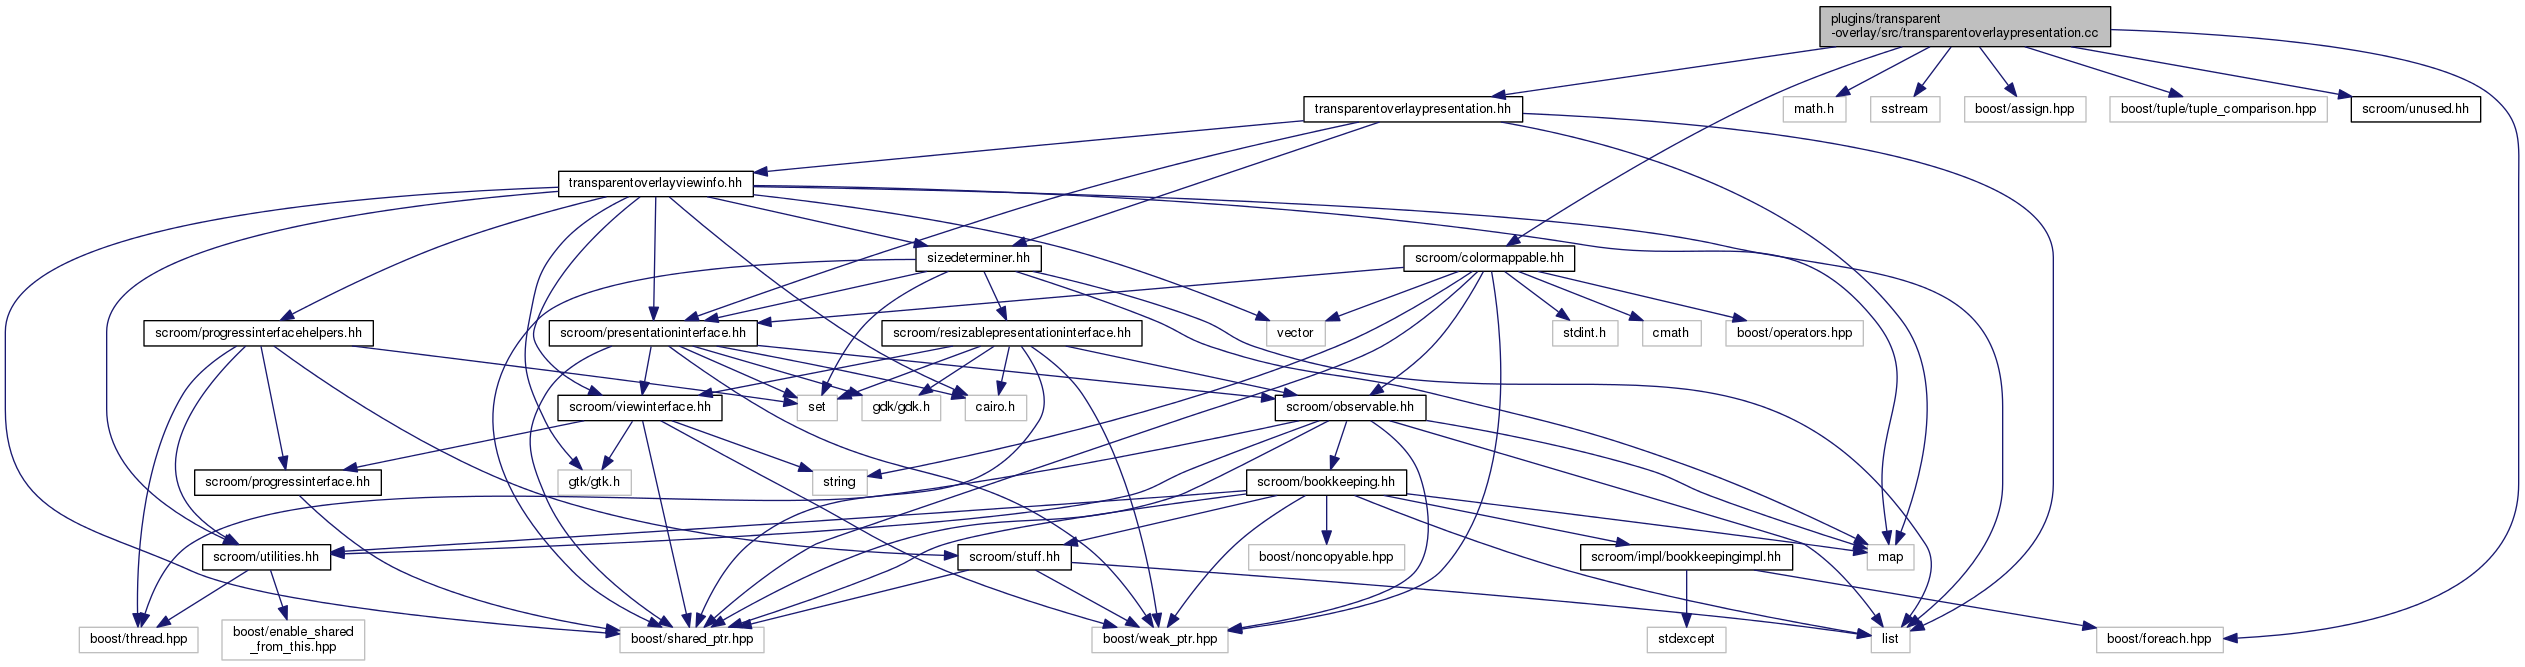 plugins/transparent
-overlay/src/transparentoverlaypresentation.cc
transparentoverlaypresentation.hh
math.h
sstream
boost/assign.hpp
boost/tuple/tuple_comparison.hpp
scroom/unused.hh
transparentoverlayviewinfo.hh
sizedeterminer.hh
scroom/colormappable.hh
scroom/progressinterfacehelpers.hh
scroom/presentationinterface.hh
scroom/resizablepresentationinterface.hh
vector
stdint.h
cmath
boost/operators.hpp
scroom/viewinterface.hh
set
gdk/gdk.h
cairo.h
scroom/observable.hh
scroom/progressinterface.hh
gtk/gtk.h
string
scroom/bookkeeping.hh
scroom/utilities.hh
scroom/stuff.hh
boost/noncopyable.hpp
scroom/impl/bookkeepingimpl.hh
map
boost/thread.hpp
boost/enable_shared
_from_this.hpp
boost/shared_ptr.hpp
boost/weak_ptr.hpp
stdexcept
list
boost/foreach.hpp